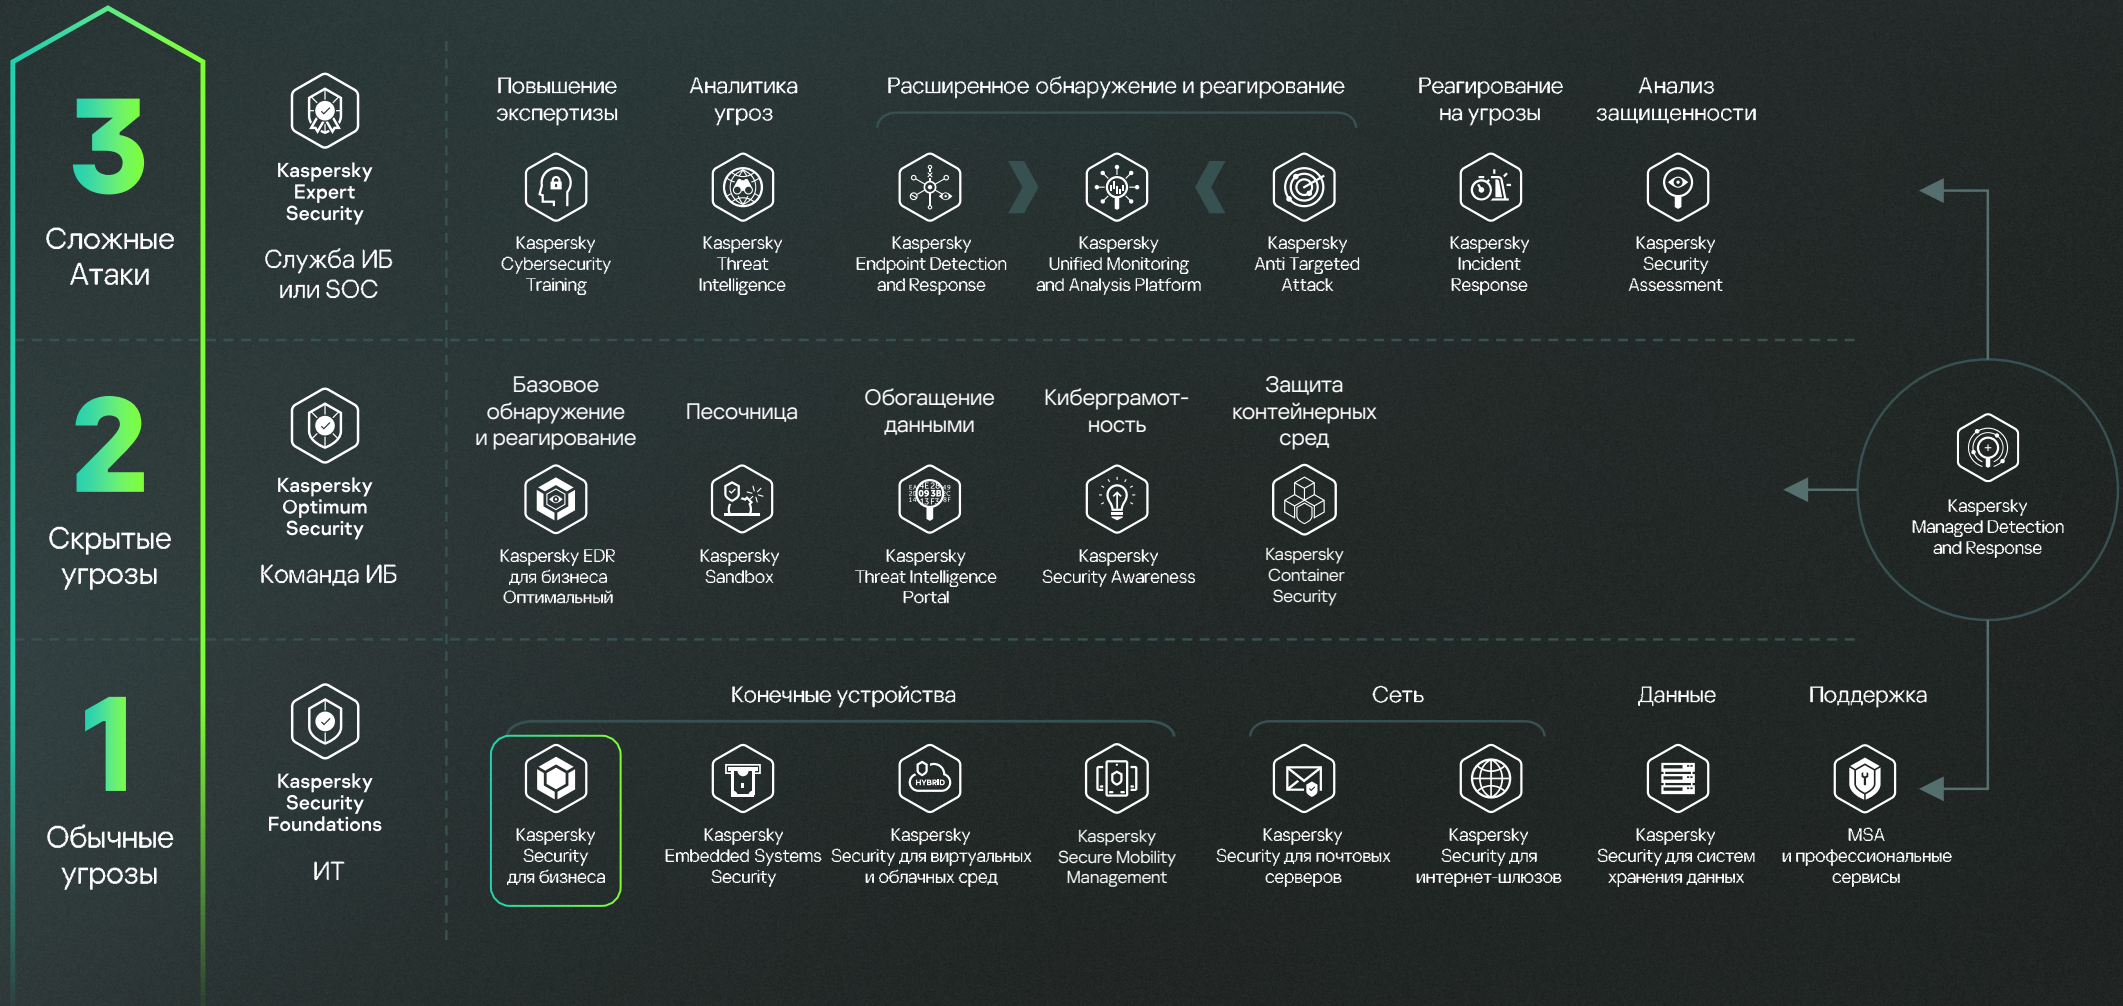 3
Сложные
Атаки
Kaspersky
Expert
Security
Служба ИБ
или SOC
Повышение
экспертизы
Kaspersky
Cybersecurity
Training
Аналитика
угроз
Kaspersky
Threat
Intelligence
Расширенное обнаружение и реагирование
Kaspersky
Endpoint Detection
and Response
Kaspersky
Unified Monitoring
and Analysis Platform
Kaspersky
Anti Targeted
Attack
Реагирование
на угрозы
Kaspersky
Incident
Response
Анализ
защищенности
Kaspersky
Security
Assessment
2
Скрытые
угрозы
Kaspersky
Optimum
Security
Команда ИБ
Базовое
обнаружение
и реагирование
Kaspersky EDR
для бизнеса
Оптимальный
Песочница
Kaspersky
Sandbox
Обогащение
данными
Kaspersky
Threat Intelligence
Portal
Киберграмот-
ность
Kaspersky
Security Awareness
Защита
контейнерных
сред
Kaspersky
Container
Security
Kaspersky
Managed Detection
and Response
1
Обычные
угрозы
Kaspersky
Security
Foundations
ИТ
Конечные устройства
Kaspersky
Security
для бизнеса
Kaspersky
Embedded Systems
Security
HYBRID
Kaspersky
Security для виртуальных
и облачных сред
Kaspersky
Secure Mobility
Management
Сеть
Kaspersky
Security для почтовых
серверов
Kaspersky
Security для
интернет-шлюзов
Данные
Kaspersky
Security для систем
хранения данных
Поддержка
MSA
и профессиональные
сервисы